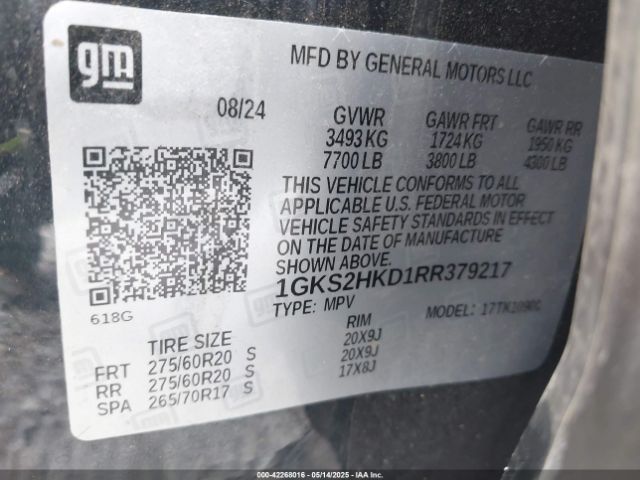 gm
MFD BY GENERAL MOTORS LLC
08/24
GVWR GAWR FRT GAWR RR
3493 KG 1724 KG 1950 KG
7700 LB 3800 LB 4300 LB
THIS VEHICLE CONFORMS TO ALL
APPLICABLE U.S. FEDERAL MOTOR
VEHICLE SAFETY STANDARDS IN EFFECT
ON THE DATE OF MANUFACTURE
SHOWN ABOVE.
1GKS2HKD1RR379217
TYPE: MPV MODEL:
618G
TIRE SIZE RIM
FRT 275/60R20 S 20X9J
RR 275/60R20 S 20X9J
SPA 265/70R17 S 17X8J
000-42268016 — 05/14/2025 — IAA Inc.